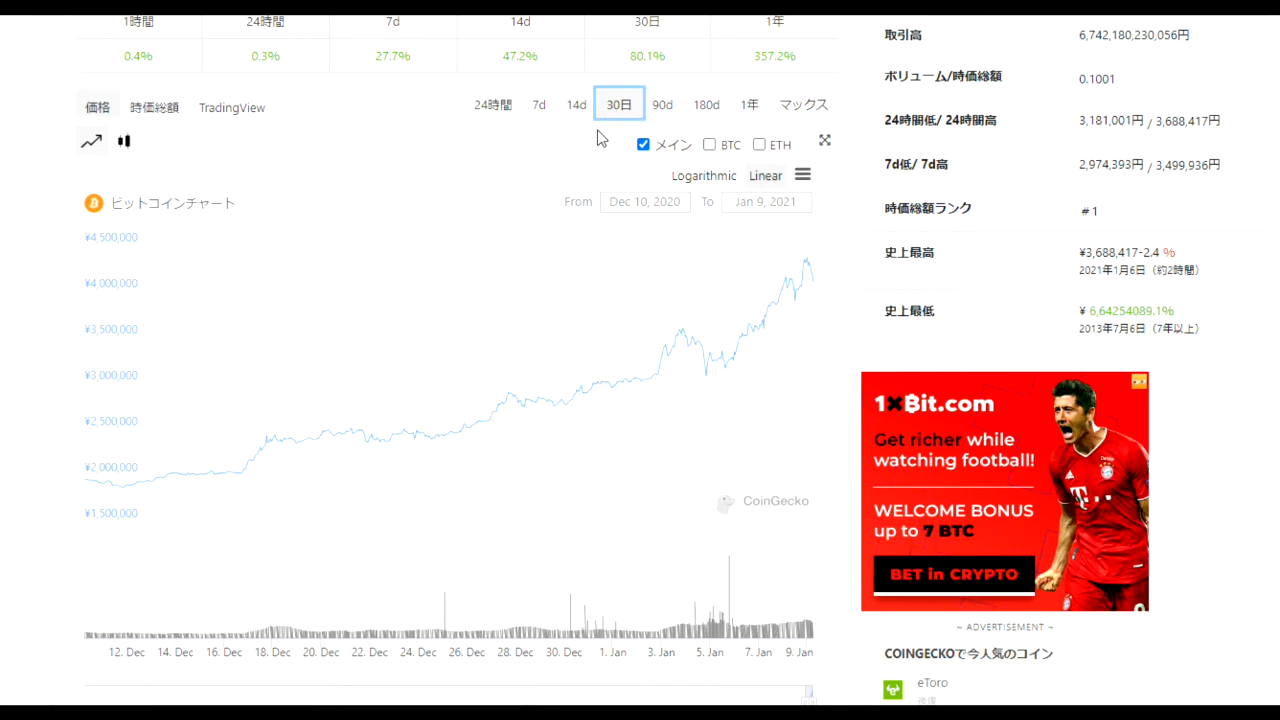 1時間 24時間 7d 14d 30日 1年
0.4% 0.3% 27.7% 47.2% 80.1% 357.2%
価格 時価総額 TradingView 24時間 7d 14d 30日 90d 180d 1年 マックス
メイン BTC ETH
Logarithmic Linear
ビットコインチャート From Dec 10, 2020 To Jan 9, 2021
¥4,500,000
¥4,000,000
¥3,500,000
¥3,000,000
¥2,500,000
¥2,000,000
¥1,500,000
CoinGecko
12. Dec 14. Dec 16. Dec 18. Dec 20. Dec 22. Dec 24. Dec 26. Dec 28. Dec 30. Dec 1. Jan 3. Jan 5. Jan 7. Jan 9. Jan
取引高 6,742,180,230,056円
ボリューム/時価総額 0.1001
24時間低/ 24時間高 3,181,001円 / 3,688,417円
7d低/ 7d高 2,974,393円 / 3,499,936円
時価総額ランク #1
史上最高 ¥3,688,417-2.4 %
2021年1月6日（約2時間）
史上最低 ¥ 6,64254089.1%
2013年7月6日（7年以上）
1×Bit.com
Get richer while
watching football!
WELCOME BONUS
up to 7 BTC
BET in CRYPTO
~ ADVERTISEMENT ~
COINGECKOで今人気のコイン
eToro